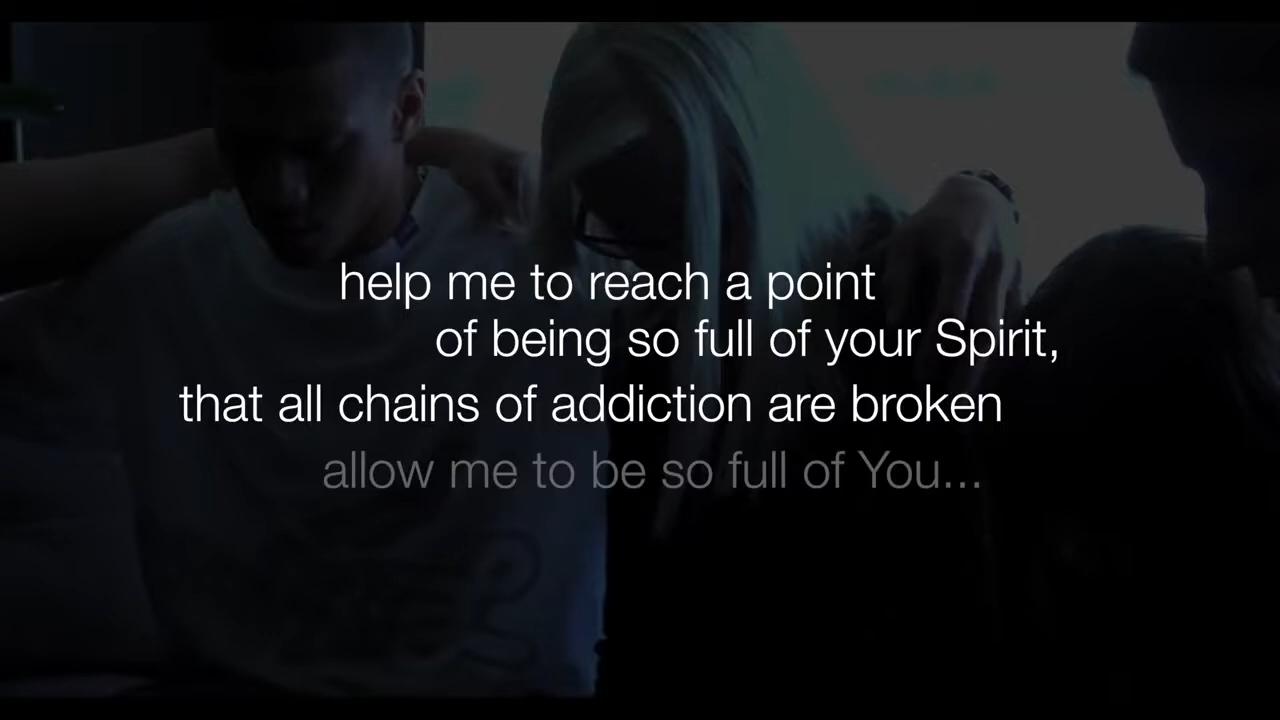 help me to reach a point
of being so full of your Spirit,
that all chains of addiction are broken
allow me to be so full of You...